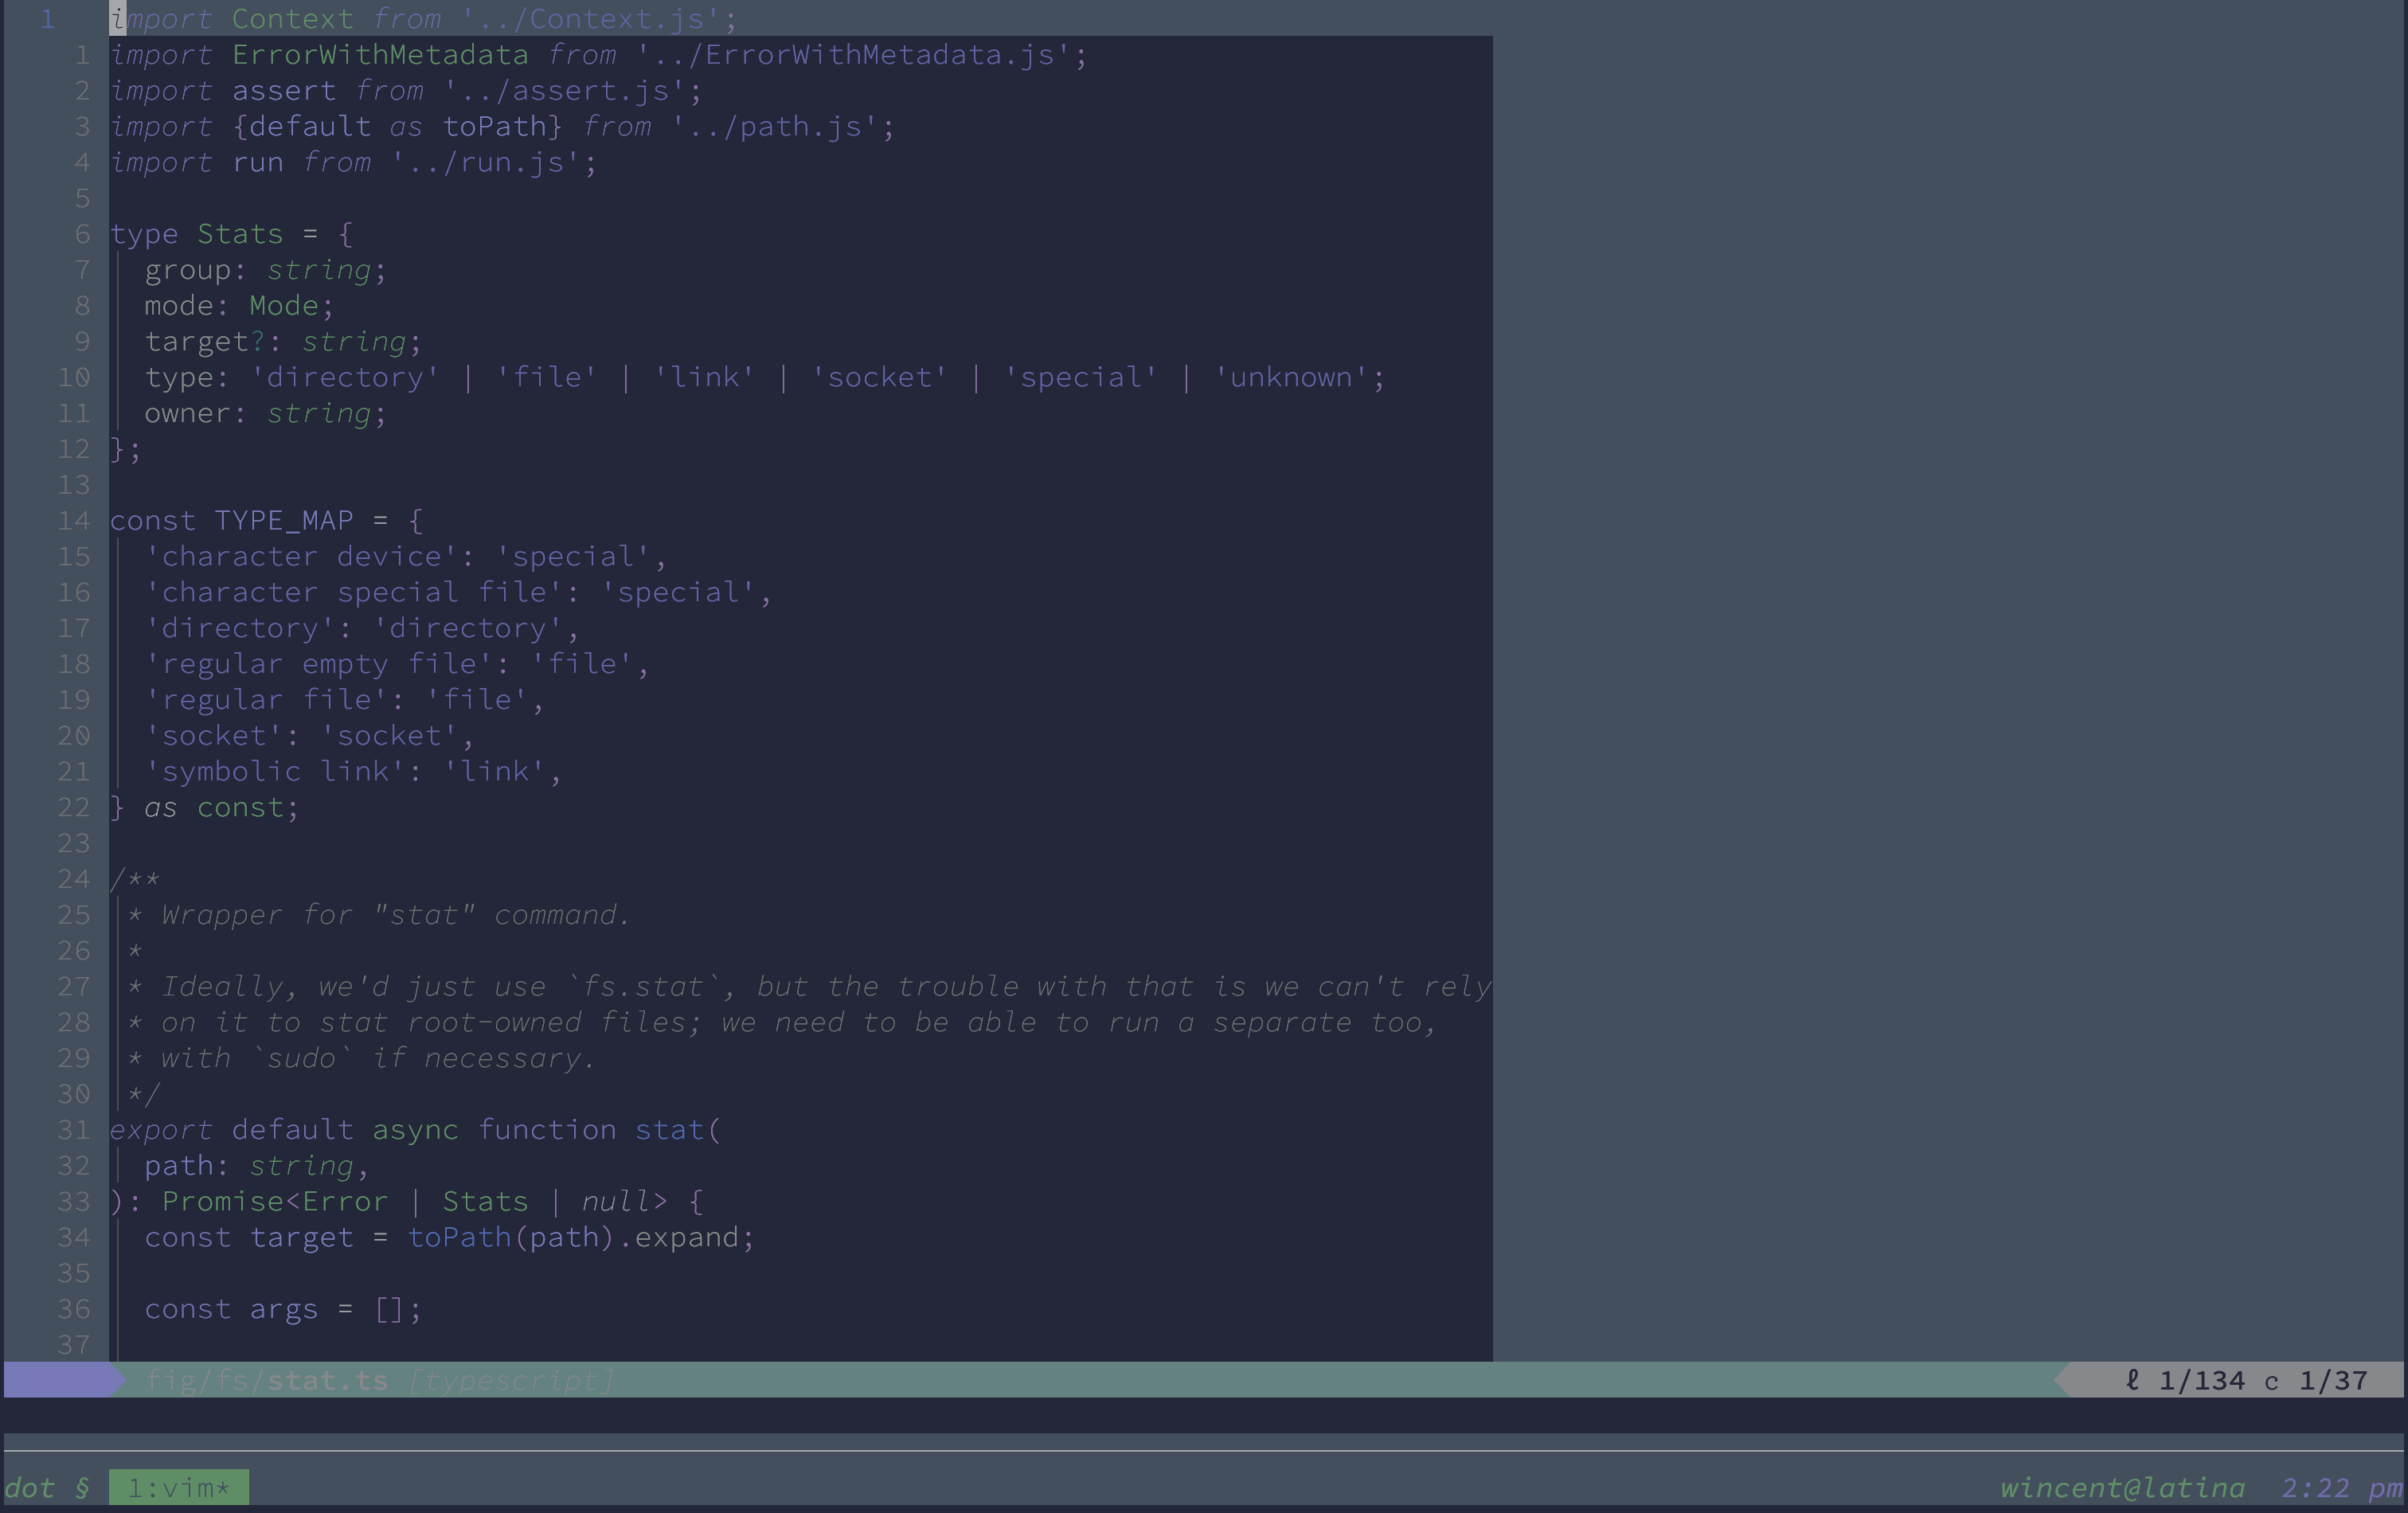 1 import Context from '../Context.js';
1 import ErrorWithMetadata from '../ErrorWithMetadata.js';
2 import assert from '../assert.js';
3 import {default as toPath} from '../path.js';
4 import run from '../run.js';
5
6 type Stats = {
7   group: string;
8   mode: Mode;
9   target?: string;
10   type: 'directory' | 'file' | 'link' | 'socket' | 'special' | 'unknown';
11   owner: string;
12 };
13
14 const TYPE_MAP = {
15   'character device': 'special',
16   'character special file': 'special',
17   'directory': 'directory',
18   'regular empty file': 'file',
19   'regular file': 'file',
20   'socket': 'socket',
21   'symbolic link': 'link',
22 } as const;
23
24 /**
25  * Wrapper for "stat" command.
26  *
27  * Ideally, we'd just use `fs.stat`, but the trouble with that is we can't rely
28  * on it to stat root-owned files; we need to be able to run a separate too,
29  * with `sudo` if necessary.
30  */
31 export default async function stat(
32   path: string,
33 ): Promise<Error | Stats | null> {
34   const target = toPath(path).expand;
35
36   const args = [];
37
fig/fs/stat.ts [typescript] ℓ 1/134 c 1/37
dot § 1:vim* wincent@latina 2:22 pm